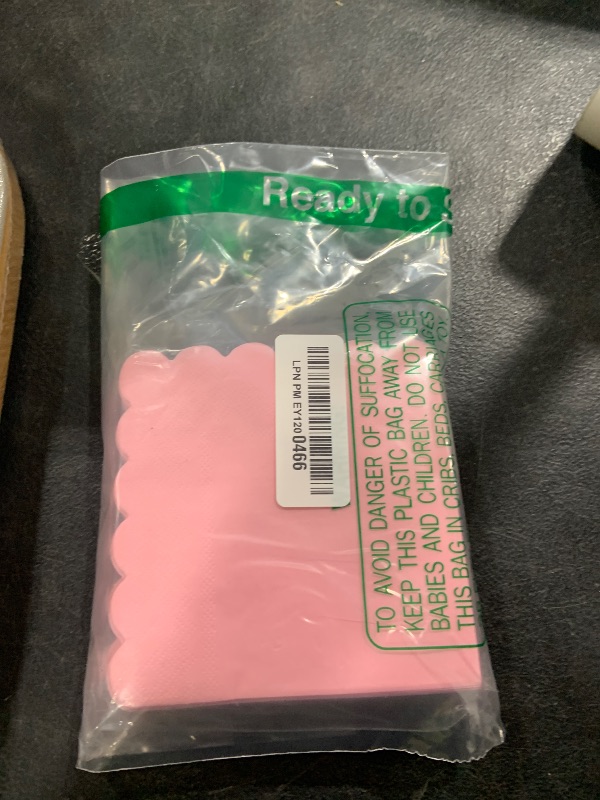 Ready to s
LPN PM EY120 0466
TO AVOID DANGER OF SUFFOCATION,
KEEP THIS PLASTIC BAG AWAY FROM
BABIES AND CHILDREN. DO NOT USE
THIS BAG IN CRIBS, BEDS,